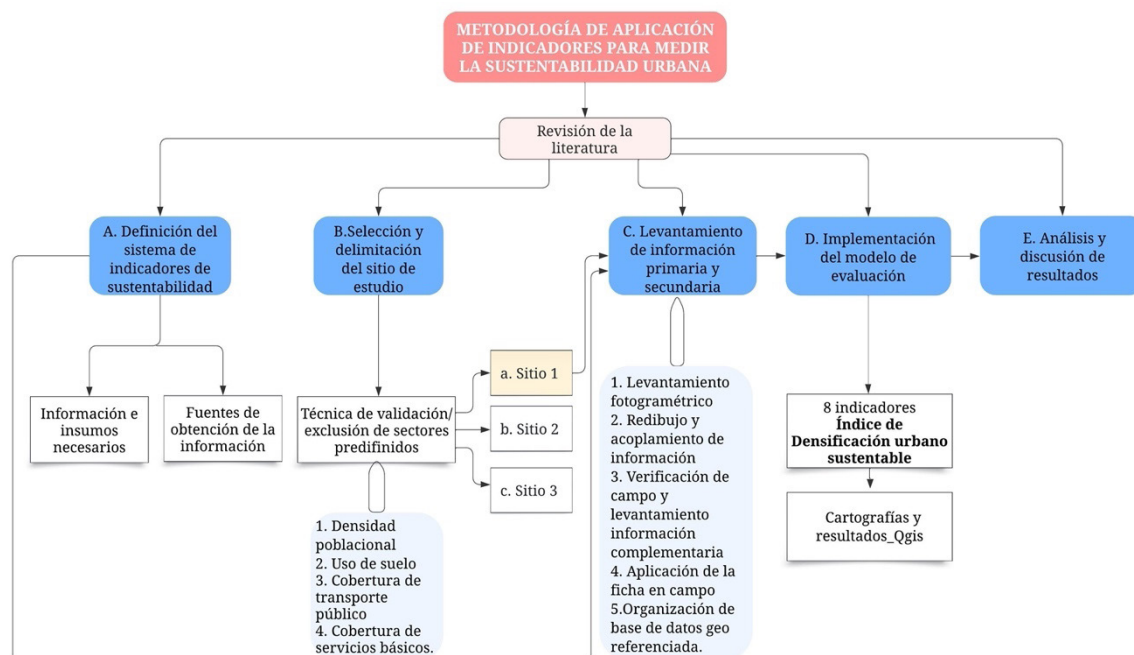 METODOLOGÍA DE APLICACIÓN
DE INDICADORES PARA MEDIR
LA SUSTENTABILIDAD URBANA
Revisión de la
literatura
A. Definición del
sistema de
indicadores de
sustentabilidad
B.Selección y
delimitación
del sitio de
estudio
C. Levantamiento
de información
primaria y
secundaria
D. Implementación
del modelo de
evaluación
E. Análisis y
discusión de
resultados
Información e
insumos
necesarios
Fuentes de
obtención de la
información
Técnica de validación/
exclusión de sectores
predifinidos
a. Sitio 1
b. Sitio 2
c. Sitio 3
1. Densidad
poblacional
2. Uso de suelo
3. Cobertura de
transporte
público
4. Cobertura de
servicios básicos.
1. Levantamiento
fotogramétrico
2. Redibujo y
acoplamiento de
información
3. Verificación de
campo y
levantamiento
información
complementaria
4. Aplicación de la
ficha en campo
5.Organización de
base de datos geo
referenciada.
8 indicadores
Índice de
Densificación urbano
sustentable
Cartografías y
resultados_Qgis